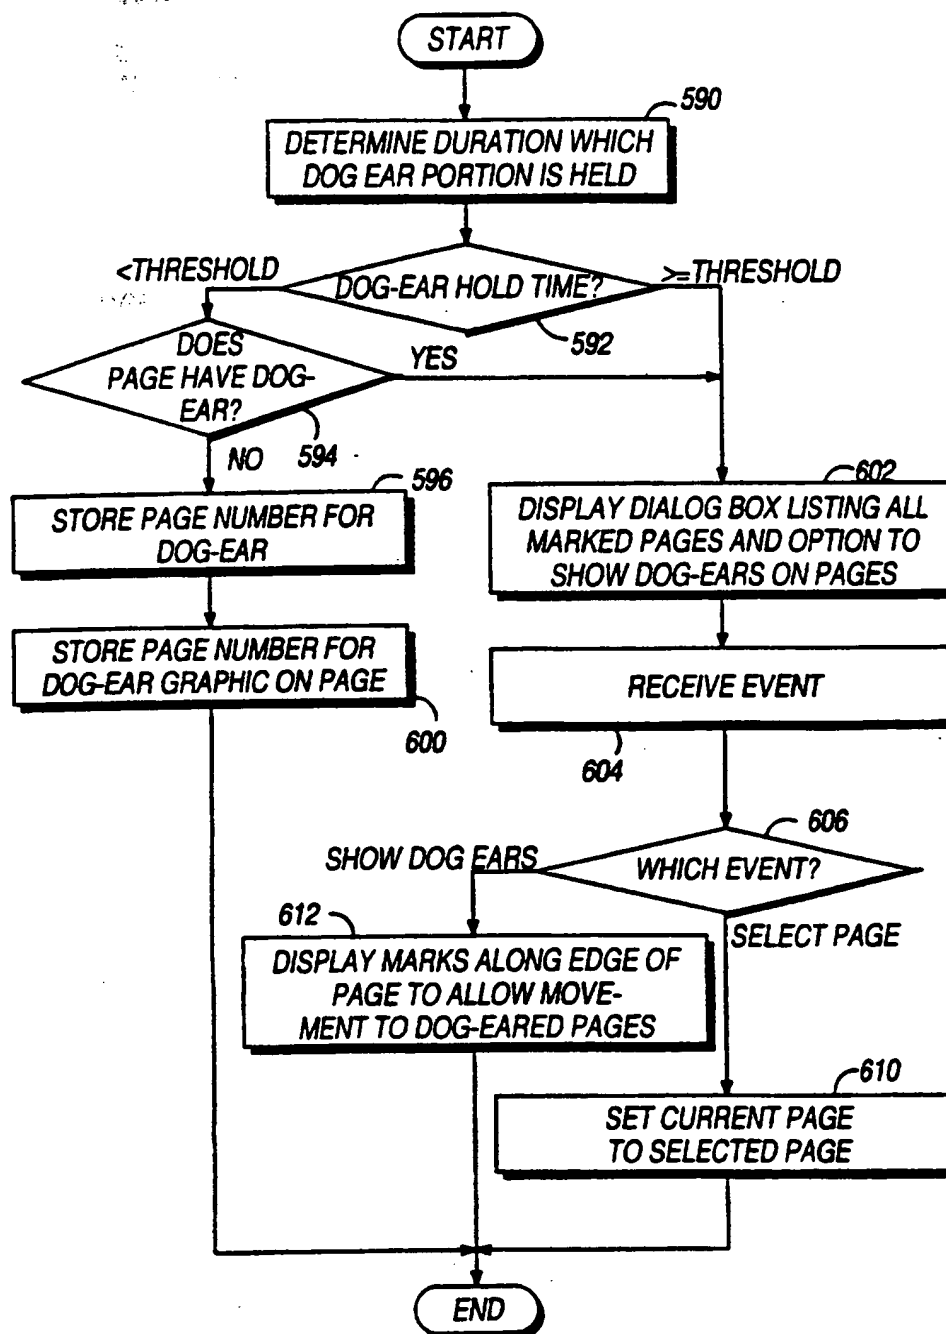 START
590
DETERMINE DURATION WHICH
DOG EAR PORTION IS HELD
<THRESHOLD
DOG-EAR HOLD TIME?
>=THRESHOLD
592
DOES
PAGE HAVE DOG-
EAR?
YES
594
NO
596
STORE PAGE NUMBER FOR
DOG-EAR
602
DISPLAY DIALOG BOX LISTING ALL
MARKED PAGES AND OPTION TO
SHOW DOG-EARS ON PAGES
STORE PAGE NUMBER FOR
DOG-EAR GRAPHIC ON PAGE
600
RECEIVE EVENT
604
606
SHOW DOG EARS
WHICH EVENT?
612
SELECT PAGE
DISPLAY MARKS ALONG EDGE OF
PAGE TO ALLOW MOVE-
MENT TO DOG-EARED PAGES
610
SET CURRENT PAGE
TO SELECTED PAGE
END